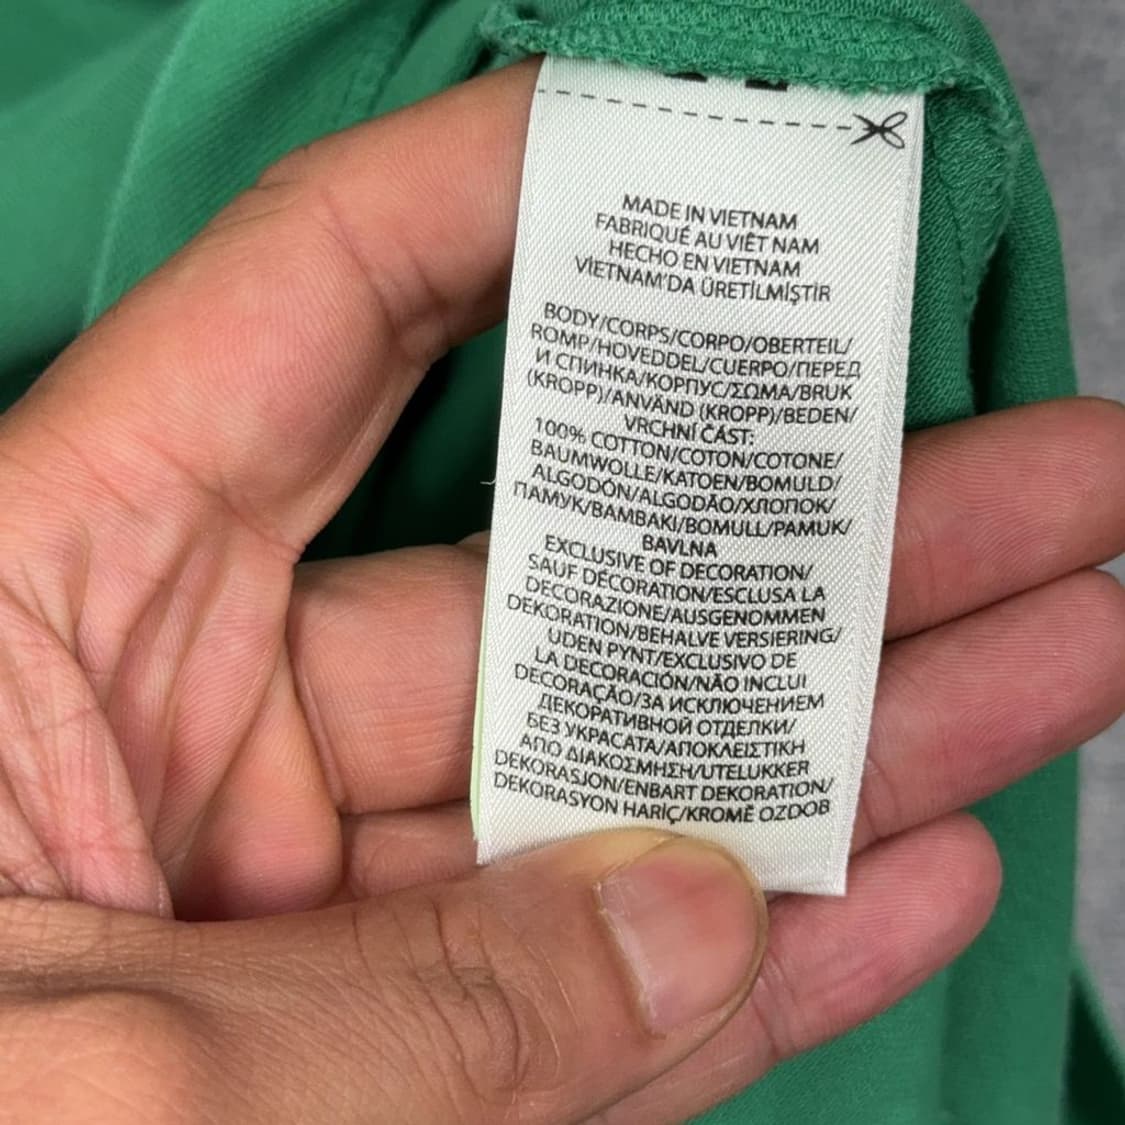 MADE IN VIETNAM
FABRIQUÉ AU VIÊT NAM
HECHO EN VIETNAM
VİETNAM'DA ÜRETİLMİŞTİR
BODY/CORPS/CORPO/OBERTEIL/
ROMP/HOVEDDEL/CUERPO/ПЕРЕД
И СПИНКА/КОРПУС/ΣΩΜΑ/BRUK
(KROPP)/ANVÄND (KROPP)/BEDEN/
VRCHNÍ ČÁST:
100% COTTON/COTON/COTONE/
BAUMWOLLE/KATOEN/BOMULD/
ALGODÓN/ALGODÃO/ХЛОПОК/
ПАМУК/BAMBAKI/BOMULL/PAMUK/
BAVLNA
EXCLUSIVE OF DECORATION/
SAUF DÉCORATION/ESCLUSA LA
DECORAZIONE/AUSGENOMMEN
DEKORATION/BEHALVE VERSIERING/
UDEN PYNT/EXCLUSIVO DE
LA DECORACIÓN/NÃO INCLUI
DECORAÇÃO/ЗА ИСКЛЮЧЕНИЕМ
ДЕКОРАТИВНОЙ ОТДЕЛКИ/
БЕЗ УКРАСАТА/ΑΠΟΚΛΕΙΣΤΙΚΗ
ΑΠΟ ΔΙΑΚΟΣΜΗΣΗ/UTELUKKER
DEKORASJON/ENBART DEKORATION/
DEKORASYON HARİÇ/KROMĚ OZDOB